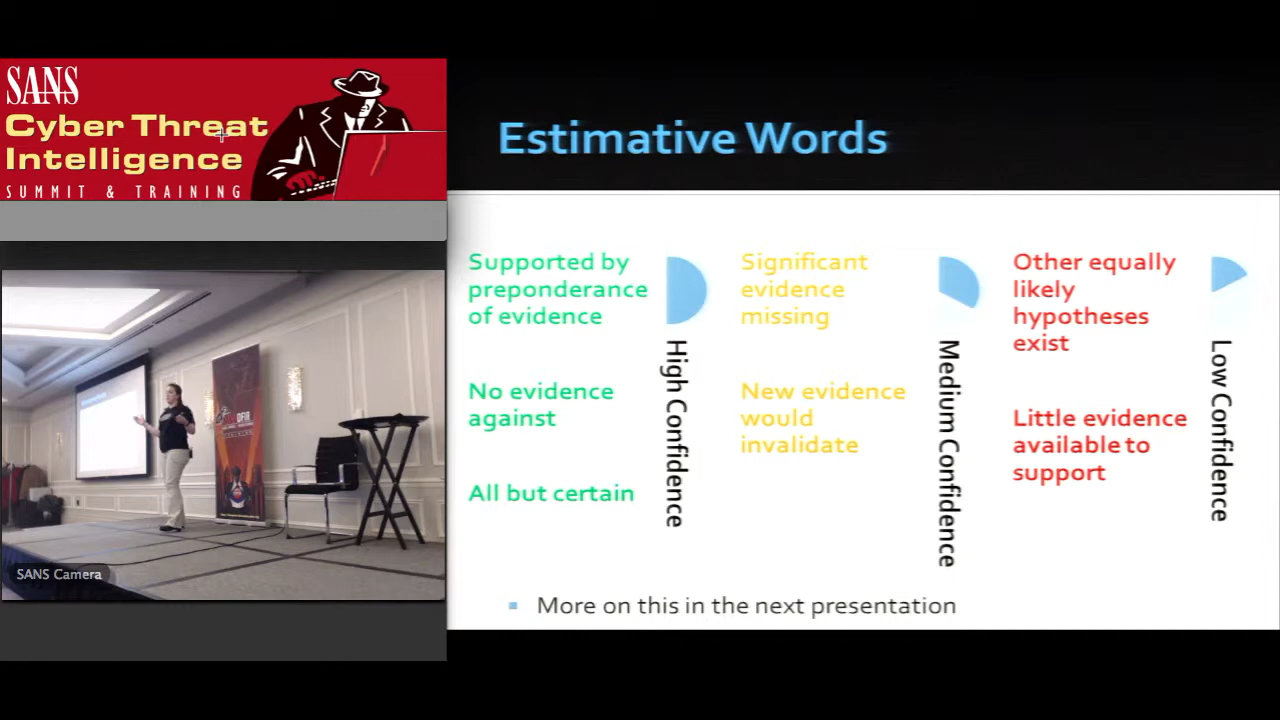 SANS
Cyber Threat
Intelligence
SUMMIT & TRAINING
SANS Camera
Estimative Words
Supported by
preponderance
of evidence
No evidence
against
All but certain
High Confidence
Significant
evidence
missing
New evidence
would
invalidate
Medium Confidence
Other equally
likely
hypotheses
exist
Little evidence
available to
support
Low Confidence
More on this in the next presentation
DFIR